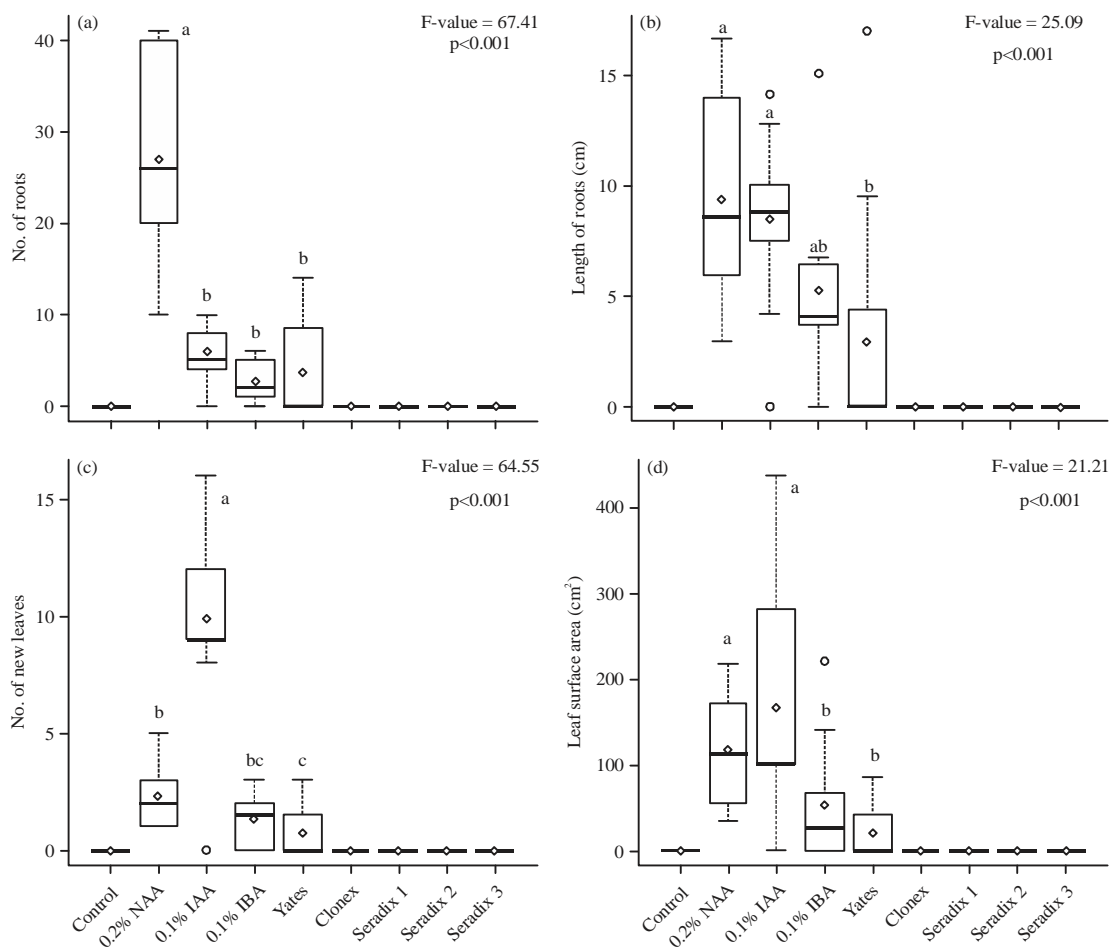 (a)
F-value = 67.41
p<0.001
No. of roots
40
30
20
10
0
a
b
b
b
(b)
F-value = 25.09
p<0.001
Length of roots (cm)
15
10
5
0
a
a
ab
b
(c)
F-value = 64.55
p<0.001
No. of new leaves
15
10
5
0
b
a
bc
c
Control
0.2% NAA
0.1% IAA
0.1% IBA
Yates
Clonex
Seradix 1
Seradix 2
Seradix 3
(d)
F-value = 21.21
p<0.001
Leaf surface area (cm²)
400
300
200
100
0
a
a
b
b
Control
0.2% NAA
0.1% IAA
0.1% IBA
Yates
Clonex
Seradix 1
Seradix 2
Seradix 3